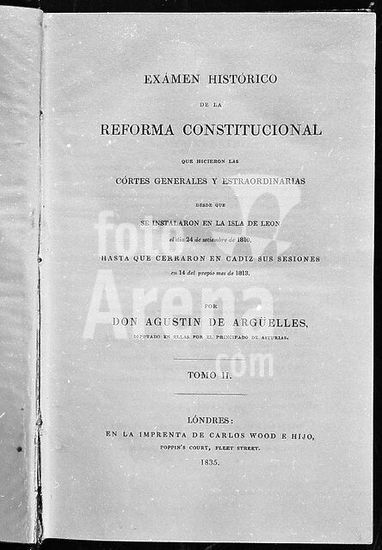 EXÁMEN HISTÓRICO
DE LA
REFORMA CONSTITUCIONAL
QUE HICIERON LAS
CÓRTES GENERALES Y ESTRAORDINARIAS
DESDE QUE
SE INSTALARON EN LA ISLA DE LEON
el dia 24 de setiembre de 1810,
HASTA QUE CERRARON EN CADIZ SUS SESIONES
en 14 del propio mes de 1813.
POR
DON AGUSTIN DE ARGÜELLES,
DIPUTADO EN ELLAS POR EL PRINCIPADO DE ASTURIAS.
TOMO II.
LÓNDRES:
EN LA IMPRENTA DE CARLOS WOOD E HIJO,
POPPIN'S COURT, FLEET STREET.
1835.
foto
Arena
.com